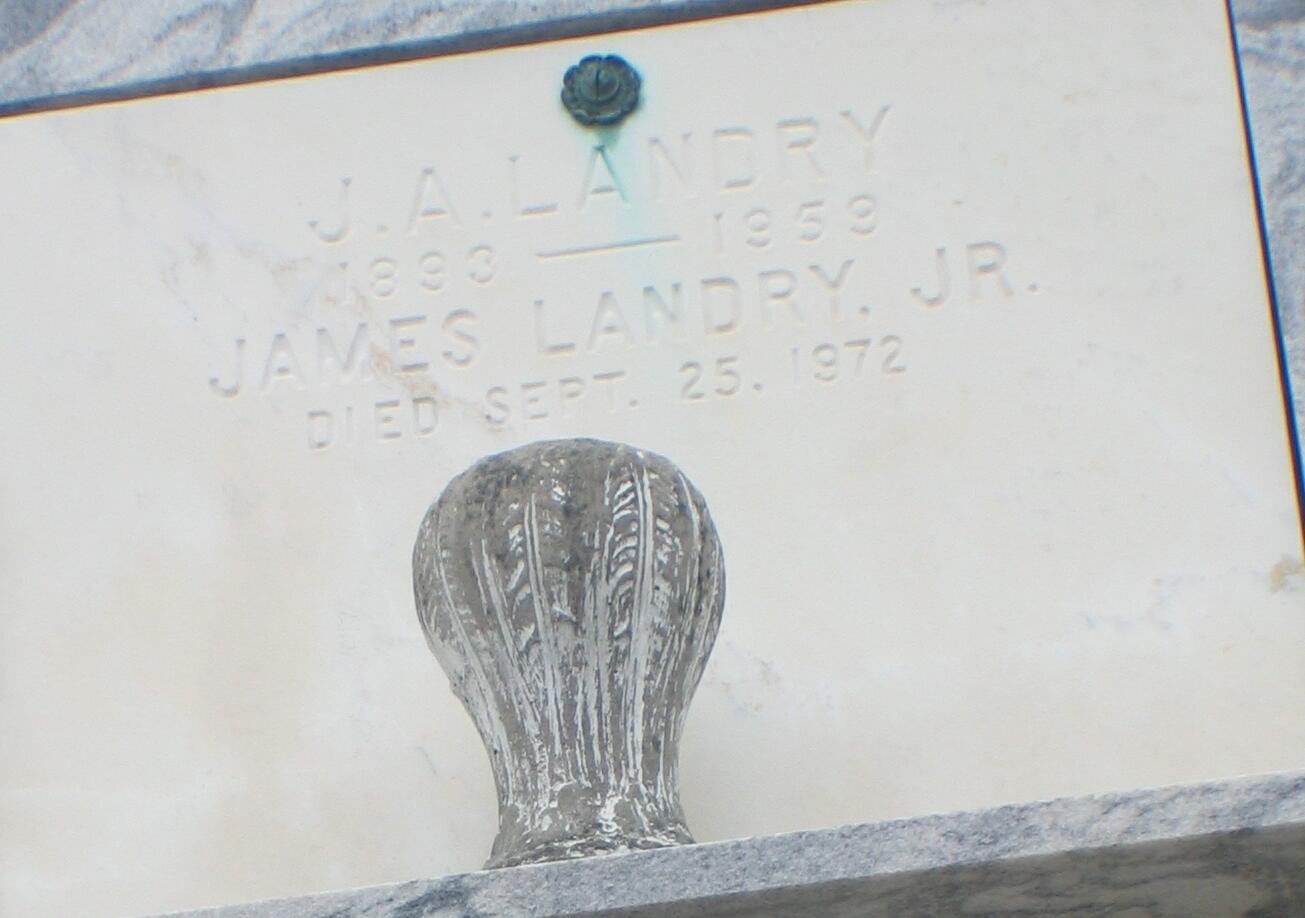 J.A.LANDRY
1893 — 1959
JAMES LANDRY, JR.
DIED SEPT. 25, 1972